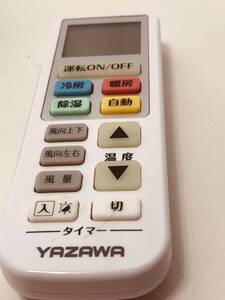 運転ON/OFF
冷房 暖房
除湿 自動
風向上下
風向左右 温度
風量
入 切
タイマー
YAZAWA